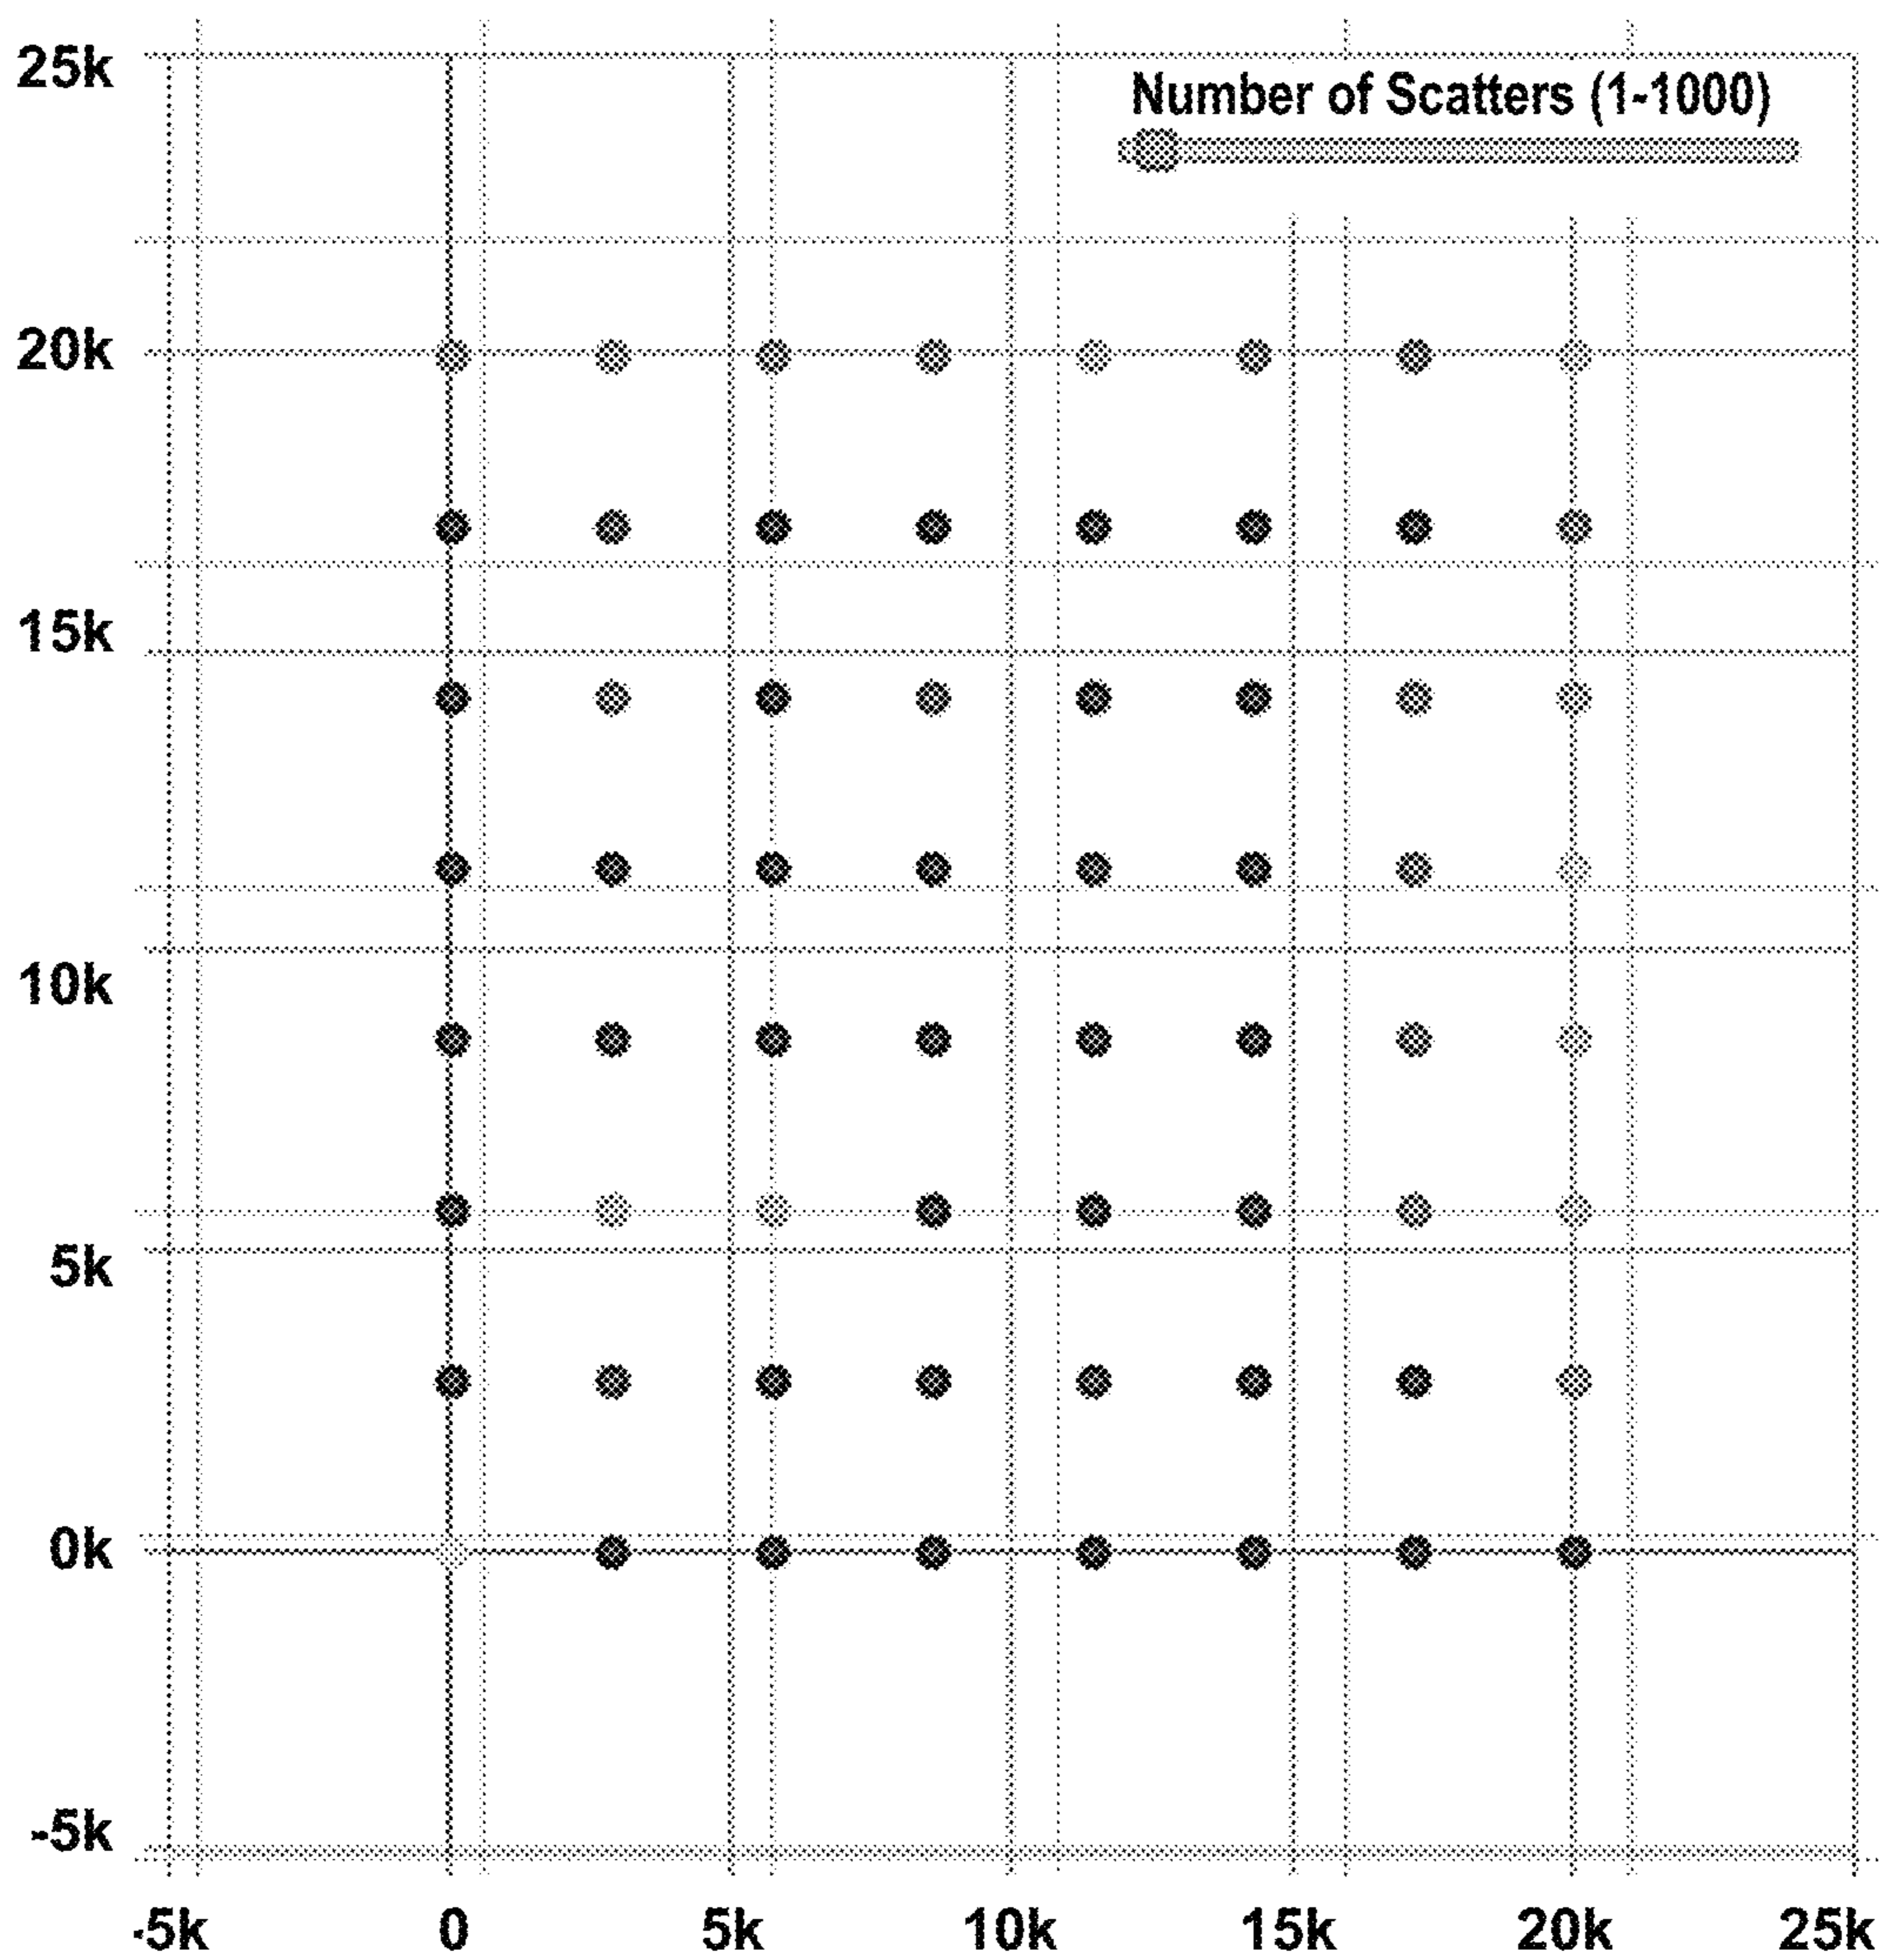 25k
Number of Scatters (1-1000)
20k
15k
10k
5k
0k
-5k
-5k 0 5k 10k 15k 20k 25k